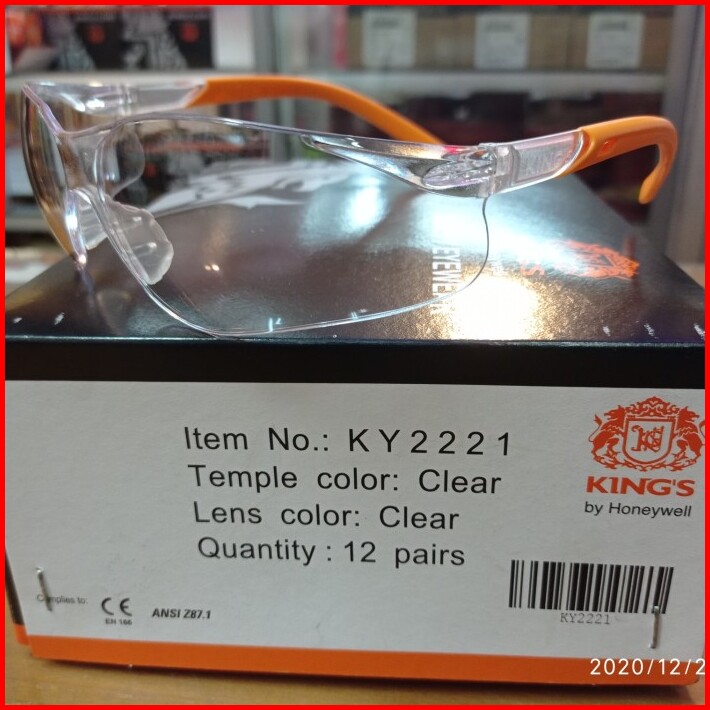 KING'S
EYEWEAR
Item No.: KY2221
Temple color: Clear
Lens color: Clear
Quantity : 12 pairs
KING'S
by Honeywell
Complies to:
CE
EN 166
ANSI Z87.1
KY2221
2020/12/2